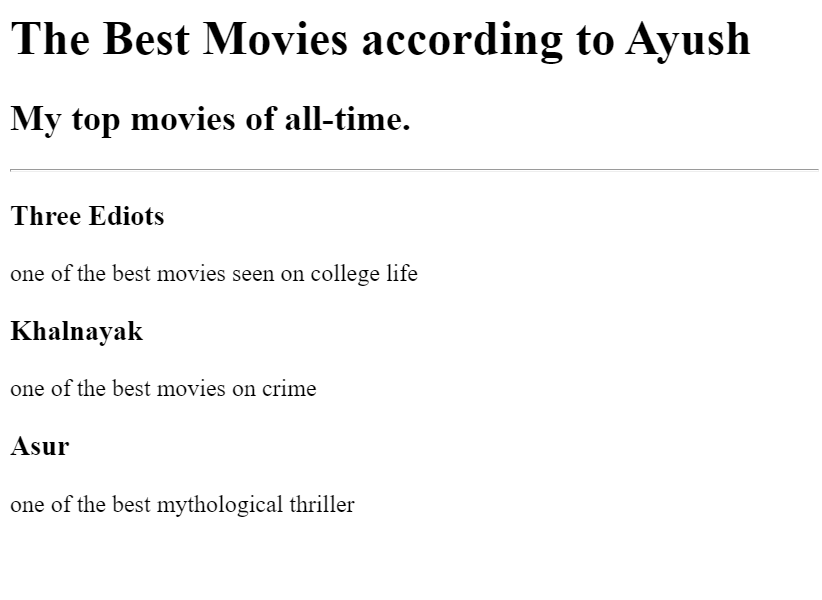 The Best Movies according to Ayush
My top movies of all-time.
Three Ediots
one of the best movies seen on college life
Khalnayak
one of the best movies on crime
Asur
one of the best mythological thriller